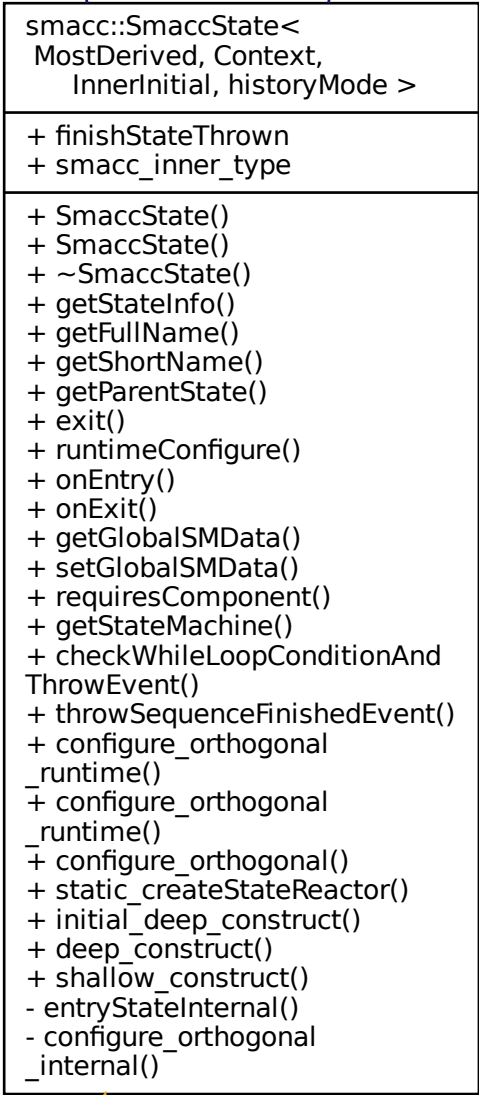 smacc::SmaccState<
MostDerived, Context,
InnerInitial, historyMode >
+ finishStateThrown
+ smacc_inner_type
+ SmaccState()
+ SmaccState()
+ ~SmaccState()
+ getStateInfo()
+ getFullName()
+ getShortName()
+ getParentState()
+ exit()
+ runtimeConfigure()
+ onEntry()
+ onExit()
+ getGlobalSMData()
+ setGlobalSMData()
+ requiresComponent()
+ getStateMachine()
+ checkWhileLoopConditionAnd
ThrowEvent()
+ throwSequenceFinishedEvent()
+ configure_orthogonal
_runtime()
+ configure_orthogonal
_runtime()
+ configure_orthogonal()
+ static_createStateReactor()
+ initial_deep_construct()
+ deep_construct()
+ shallow_construct()
- entryStateInternal()
- configure_orthogonal
_internal()